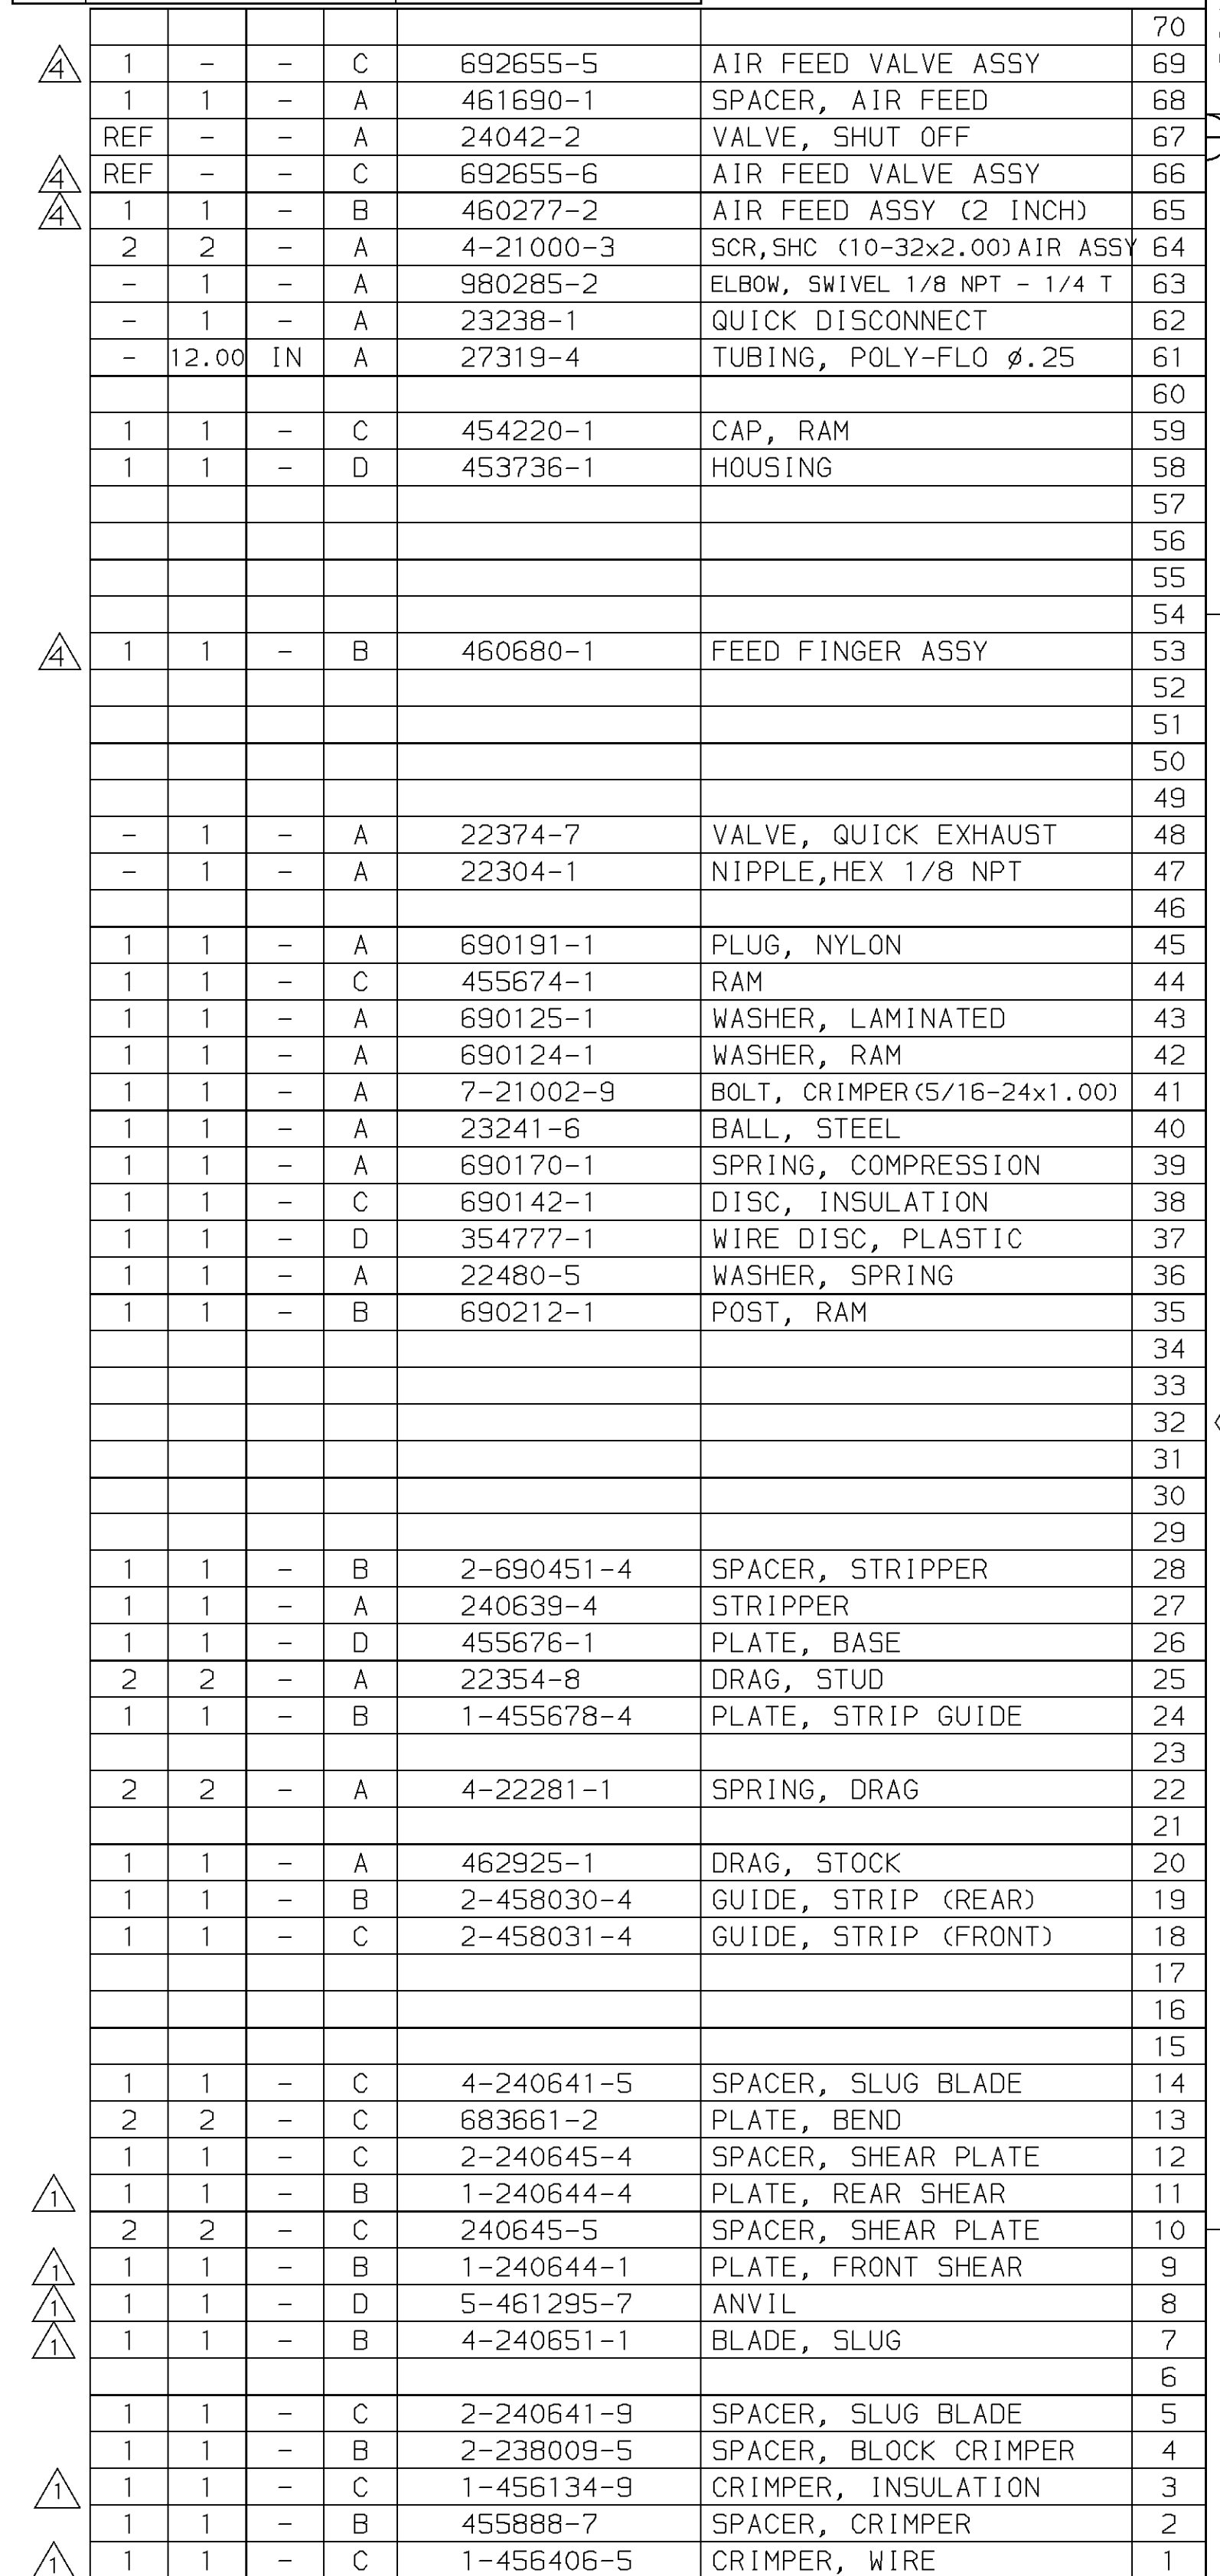 70
4 1 - - C 692655-5 AIR FEED VALVE ASSY 69
1 1 - A 461690-1 SPACER, AIR FEED 68
REF - - A 24042-2 VALVE, SHUT OFF 67
4 REF - - C 692655-6 AIR FEED VALVE ASSY 66
4 1 1 - B 460277-2 AIR FEED ASSY (2 INCH) 65
2 2 - A 4-21000-3 SCR,SHC (10-32x2.00)AIR ASSY 64
- 1 - A 980285-2 ELBOW, SWIVEL 1/8 NPT - 1/4 T 63
- 1 - A 23238-1 QUICK DISCONNECT 62
- 12.00 IN A 27319-4 TUBING, POLY-FLO ø.25 61
60
1 1 - C 454220-1 CAP, RAM 59
1 1 - D 453736-1 HOUSING 58
57
56
55
54
4 1 1 - B 460680-1 FEED FINGER ASSY 53
52
51
50
49
- 1 - A 22374-7 VALVE, QUICK EXHAUST 48
- 1 - A 22304-1 NIPPLE,HEX 1/8 NPT 47
46
1 1 - A 690191-1 PLUG, NYLON 45
1 1 - C 455674-1 RAM 44
1 1 - A 690125-1 WASHER, LAMINATED 43
1 1 - A 690124-1 WASHER, RAM 42
1 1 - A 7-21002-9 BOLT, CRIMPER(5/16-24x1.00) 41
1 1 - A 23241-6 BALL, STEEL 40
1 1 - A 690170-1 SPRING, COMPRESSION 39
1 1 - C 690142-1 DISC, INSULATION 38
1 1 - D 354777-1 WIRE DISC, PLASTIC 37
1 1 - A 22480-5 WASHER, SPRING 36
1 1 - B 690212-1 POST, RAM 35
34
33
32
31
30
29
1 1 - B 2-690451-4 SPACER, STRIPPER 28
1 1 - A 240639-4 STRIPPER 27
1 1 - D 455676-1 PLATE, BASE 26
2 2 - A 22354-8 DRAG, STUD 25
1 1 - B 1-455678-4 PLATE, STRIP GUIDE 24
23
2 2 - A 4-22281-1 SPRING, DRAG 22
21
1 1 - A 462925-1 DRAG, STOCK 20
1 1 - B 2-458030-4 GUIDE, STRIP (REAR) 19
1 1 - C 2-458031-4 GUIDE, STRIP (FRONT) 18
17
16
15
1 1 - C 4-240641-5 SPACER, SLUG BLADE 14
2 2 - C 683661-2 PLATE, BEND 13
1 1 - C 2-240645-4 SPACER, SHEAR PLATE 12
1 1 1 - B 1-240644-4 PLATE, REAR SHEAR 11
2 2 - C 240645-5 SPACER, SHEAR PLATE 10
1 1 1 - B 1-240644-1 PLATE, FRONT SHEAR 9
1 1 1 - D 5-461295-7 ANVIL 8
1 1 1 - B 4-240651-1 BLADE, SLUG 7
6
1 1 - C 2-240641-9 SPACER, SLUG BLADE 5
1 1 - B 2-238009-5 SPACER, BLOCK CRIMPER 4
1 1 1 - C 1-456134-9 CRIMPER, INSULATION 3
1 1 - B 455888-7 SPACER, CRIMPER 2
1 1 1 - C 1-456406-5 CRIMPER, WIRE 1